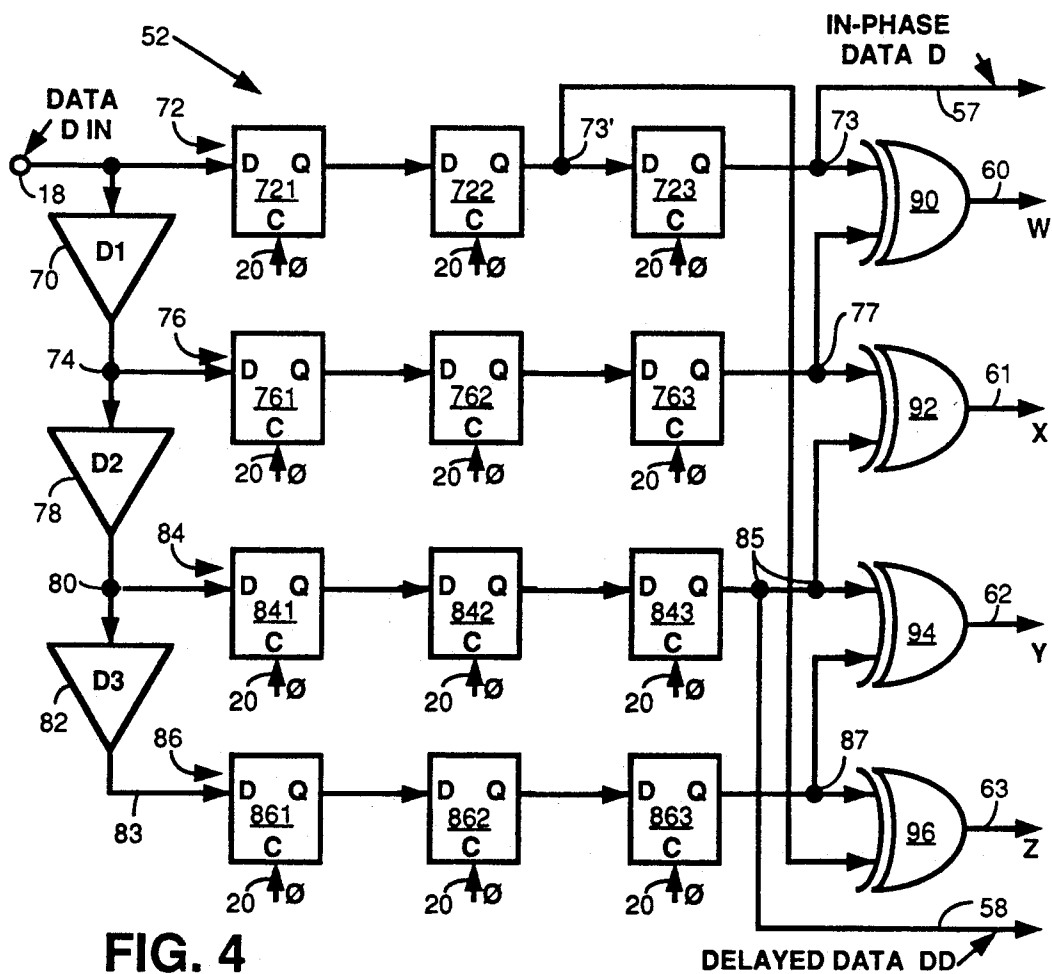 52
IN-PHASE
DATA D
DATA
D IN
72
73'
73
57
18
D Q
721
C
20 Ø
D Q
722
C
20 Ø
D Q
723
C
20 Ø
90
60
W
D1
70
74
76
77
D Q
761
C
20 Ø
D Q
762
C
20 Ø
D Q
763
C
20 Ø
92
61
X
D2
78
80
84
85
D Q
841
C
20 Ø
D Q
842
C
20 Ø
D Q
843
C
20 Ø
94
62
Y
D3
82
83
86
87
D Q
861
C
20 Ø
D Q
862
C
20 Ø
D Q
863
C
20 Ø
96
63
Z
58
FIG. 4
DELAYED DATA DD